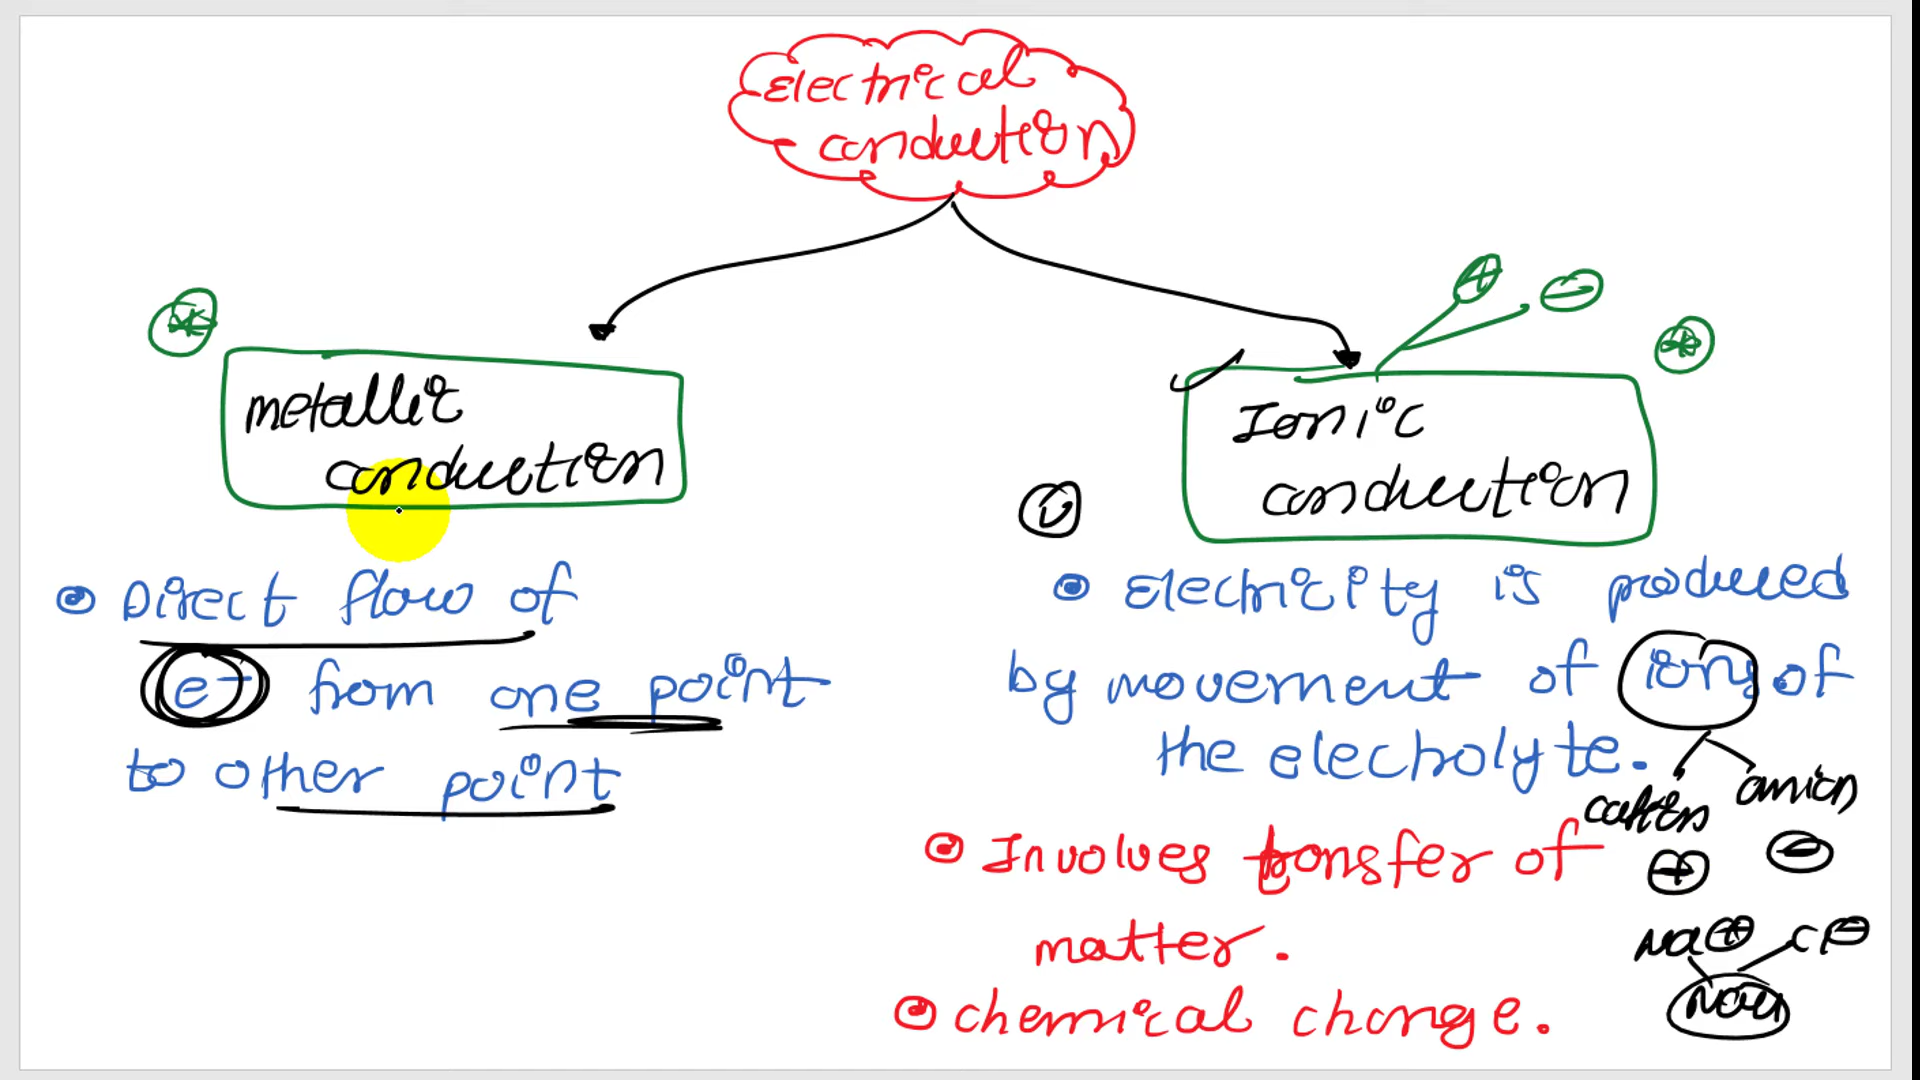 Electrical
conduction
metallic
conduction
Ionic
conduction
Direct flow of
e⁻ from one point
to other point
Electricity is produced
by movement of ions of
the electrolyte.
cation anion
+ −
Involves transfer of
matter.
Na+ Cl−
NaCl
chemical change.